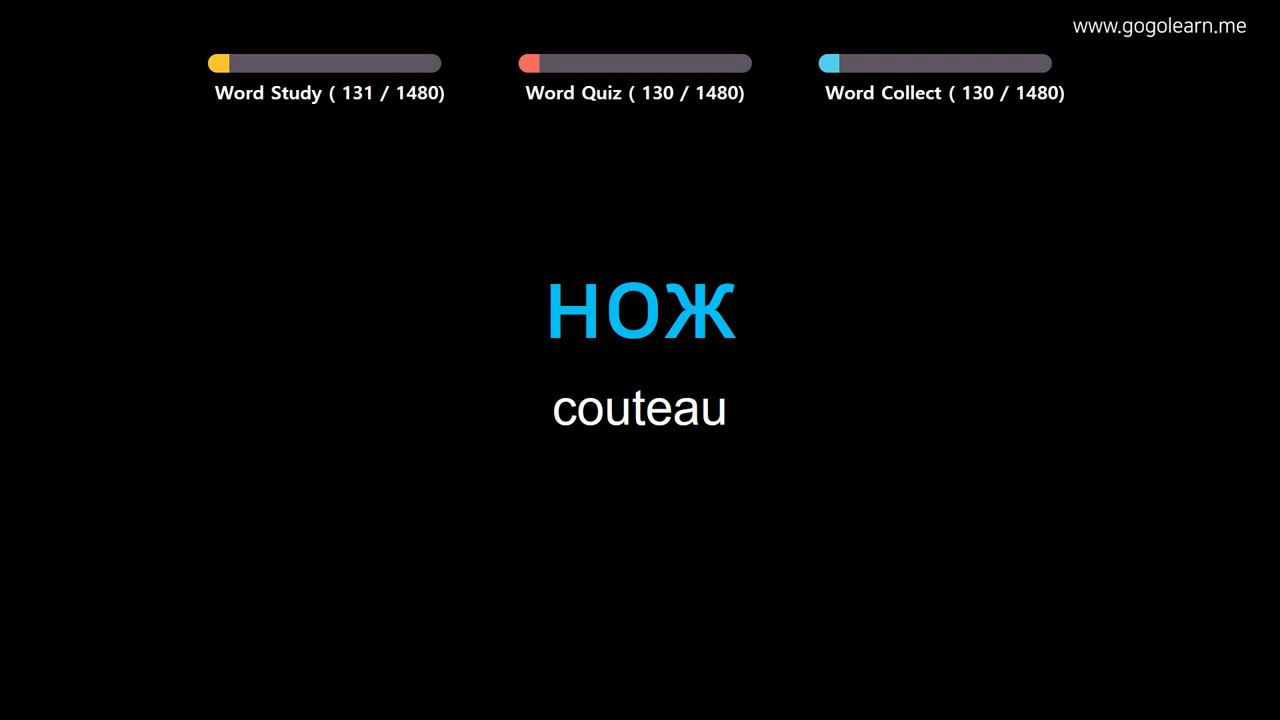 www.gogolearn.me
Word Study ( 131 / 1480)
Word Quiz ( 130 / 1480)
Word Collect ( 130 / 1480)
нож
couteau